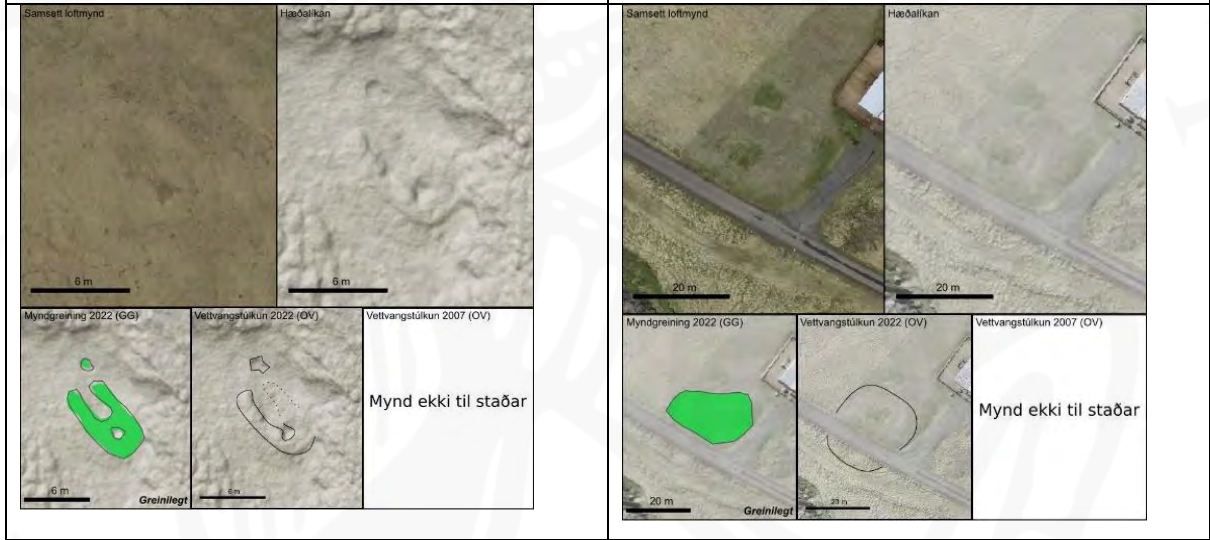 Samsett loftmynd
Hæðalíkan
6 m
6 m
Myndgreining 2022 (GG)
Vettvangstúlkun 2022 (OV)
Vettvangstúlkun 2007 (OV)
Mynd ekki til staðar
6 m
Greinilegt
6 m
Samsett loftmynd
Hæðalíkan
20 m
20 m
Myndgreining 2022 (GG)
Vettvangstúlkun 2022 (OV)
Vettvangstúlkun 2007 (OV)
Mynd ekki til staðar
20 m
Greinilegt
23 m